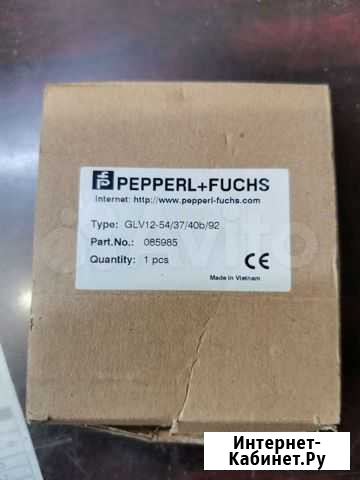 PEPPERL+FUCHS
Internet: http://www.pepperl-fuchs.com
Type: GLV12-54/37/40b/92
Part.No.: 085985
Quantity: 1 pcs
CE
Made in Vietnam
Avito
Интернет-
Кабинет.Ру